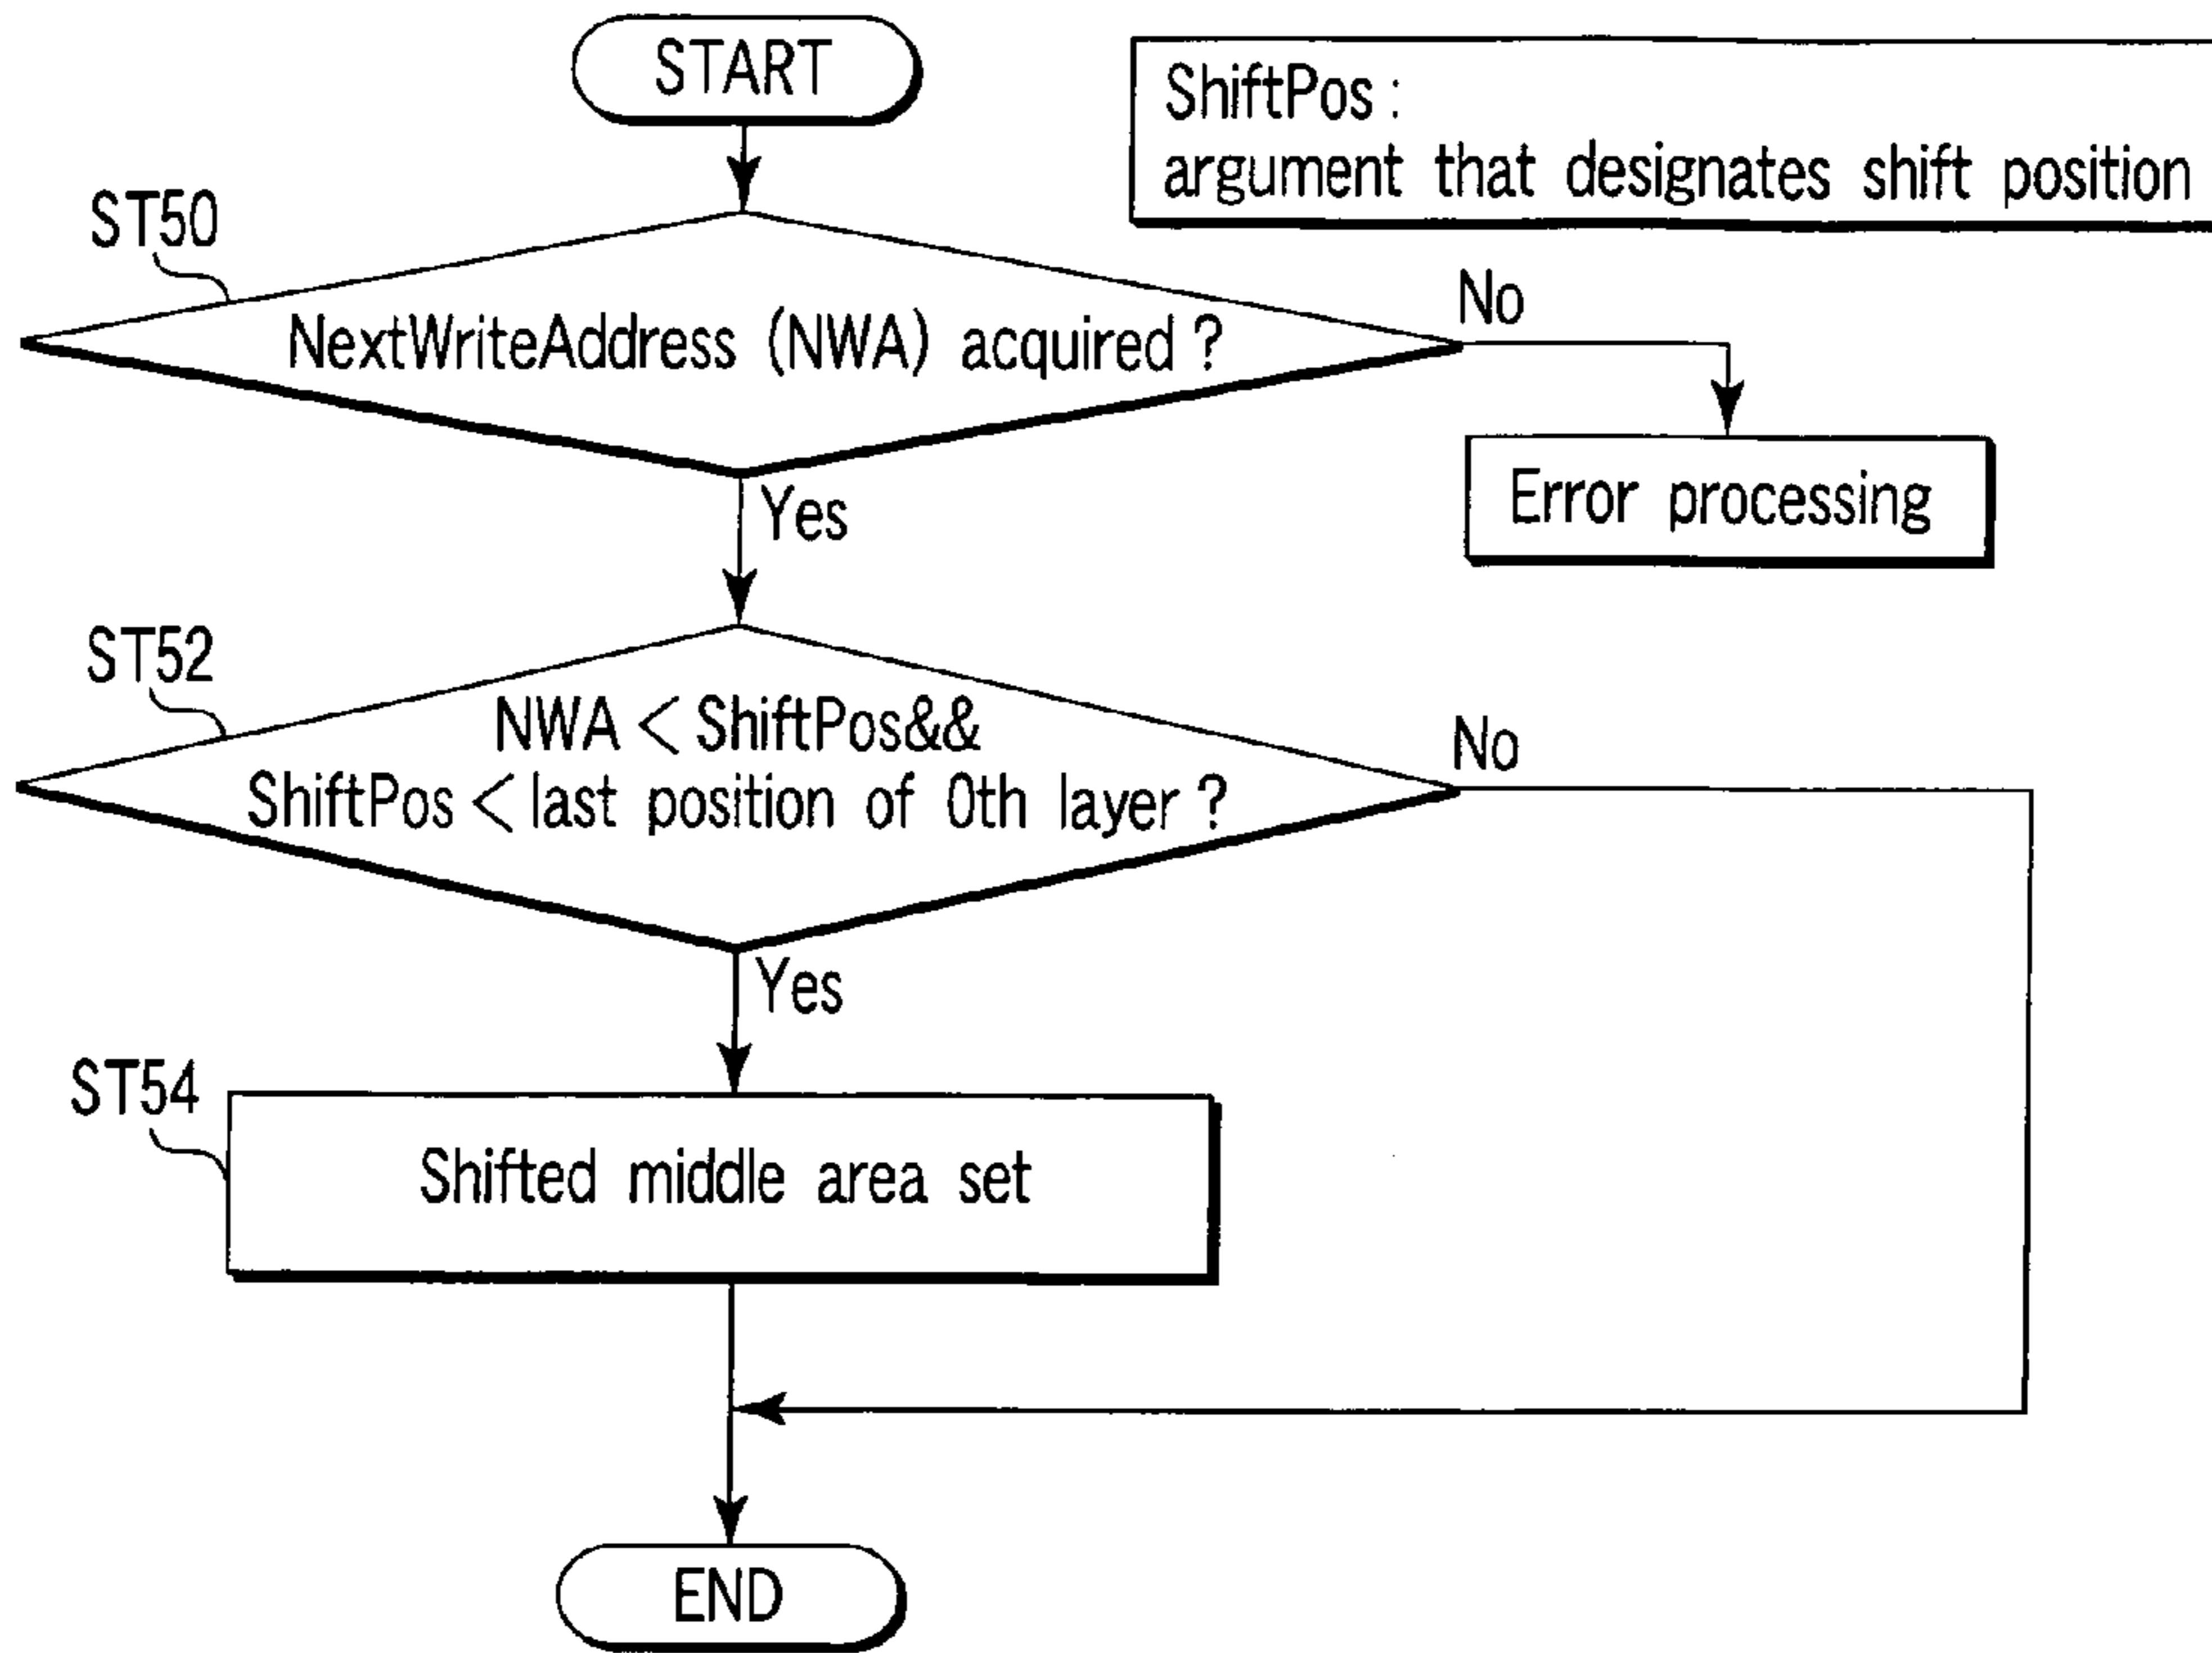 START
ShiftPos :
argument that designates shift position
ST50
NextWriteAddress (NWA) acquired ?
No
Error processing
Yes
ST52
NWA < ShiftPos&&
ShiftPos < last position of 0th layer ?
No
Yes
ST54
Shifted middle area set
END